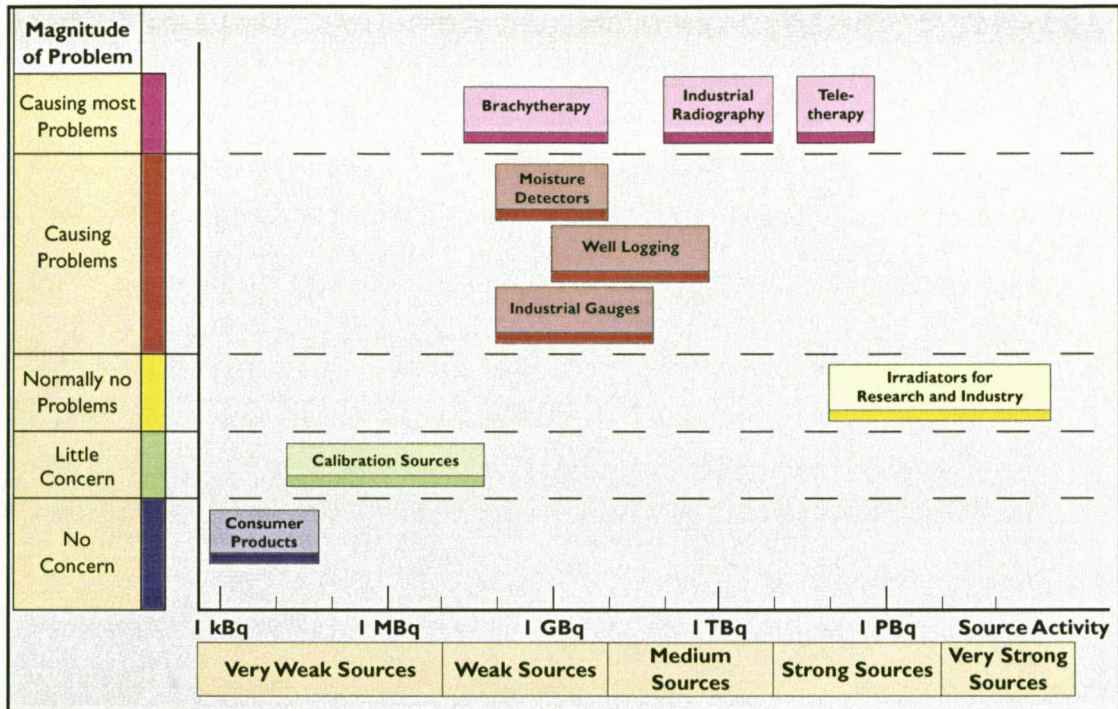 Magnitude
of Problem
Causing most
Problems
Brachytherapy
Industrial
Radiography
Tele-
therapy
Causing
Problems
Moisture
Detectors
Well Logging
Industrial Gauges
Normally no
Problems
Irradiators for
Research and Industry
Little
Concern
Calibration Sources
No
Concern
Consumer
Products
1 kBq
1 MBq
1 GBq
1 TBq
1 PBq
Source Activity
Very Weak Sources
Weak Sources
Medium
Sources
Strong Sources
Very Strong
Sources